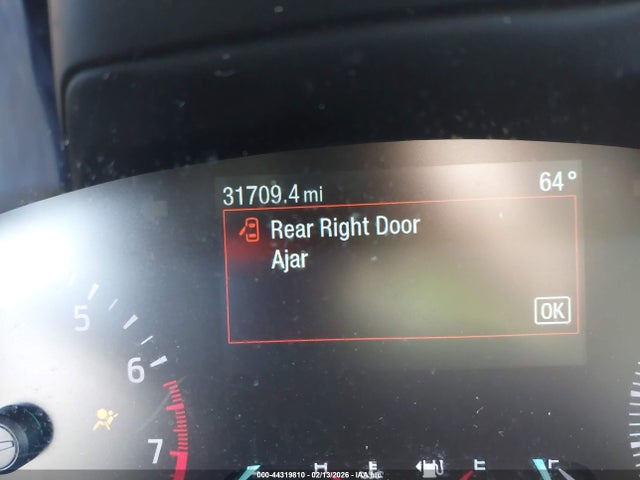 31709.4 mi 64°
Rear Right Door
Ajar
OK
5
6
7
H E F
000-44319810 - 02/13/2026 - IAA Inc.